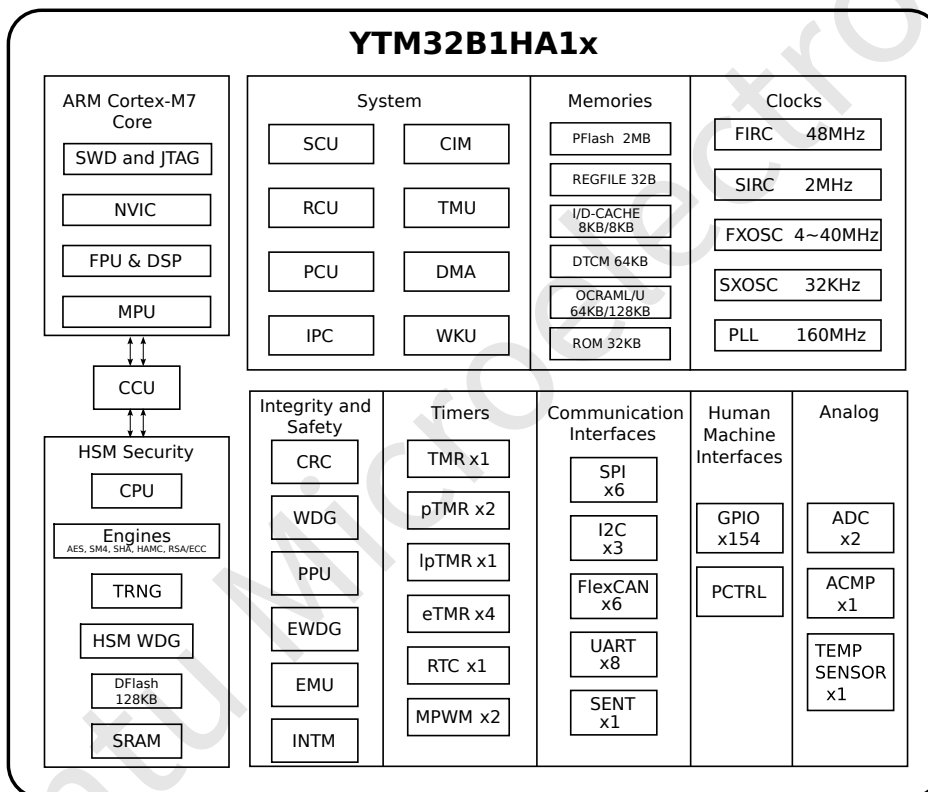 YTM32B1HA1x
ARM Cortex-M7
Core
SWD and JTAG
NVIC
FPU & DSP
MPU
CCU
HSM Security
CPU
Engines
AES, SM4, SHA, HAMC, RSA/ECC
TRNG
HSM WDG
DFlash
128KB
SRAM
System
SCU
CIM
RCU
TMU
PCU
DMA
IPC
WKU
Memories
PFlash 2MB
REGFILE 32B
I/D-CACHE
8KB/8KB
DTCM 64KB
OCRAML/U
64KB/128KB
ROM 32KB
Clocks
FIRC 48MHz
SIRC 2MHz
FXOSC 4~40MHz
SXOSC 32KHz
PLL 160MHz
Integrity and
Safety
CRC
WDG
PPU
EWDG
EMU
INTM
Timers
TMR x1
pTMR x2
lpTMR x1
eTMR x4
RTC x1
MPWM x2
Communication
Interfaces
SPI
x6
I2C
x3
FlexCAN
x6
UART
x8
SENT
x1
Human
Machine
Interfaces
GPIO
x154
PCTRL
Analog
ADC
x2
ACMP
x1
TEMP
SENSOR
x1
ntu Microelectro